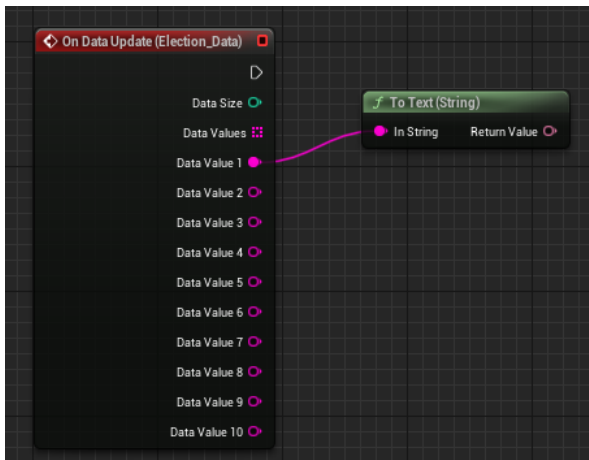 On Data Update (Election_Data)
Data Size
Data Values
Data Value 1
Data Value 2
Data Value 3
Data Value 4
Data Value 5
Data Value 6
Data Value 7
Data Value 8
Data Value 9
Data Value 10
f To Text (String)
In String Return Value